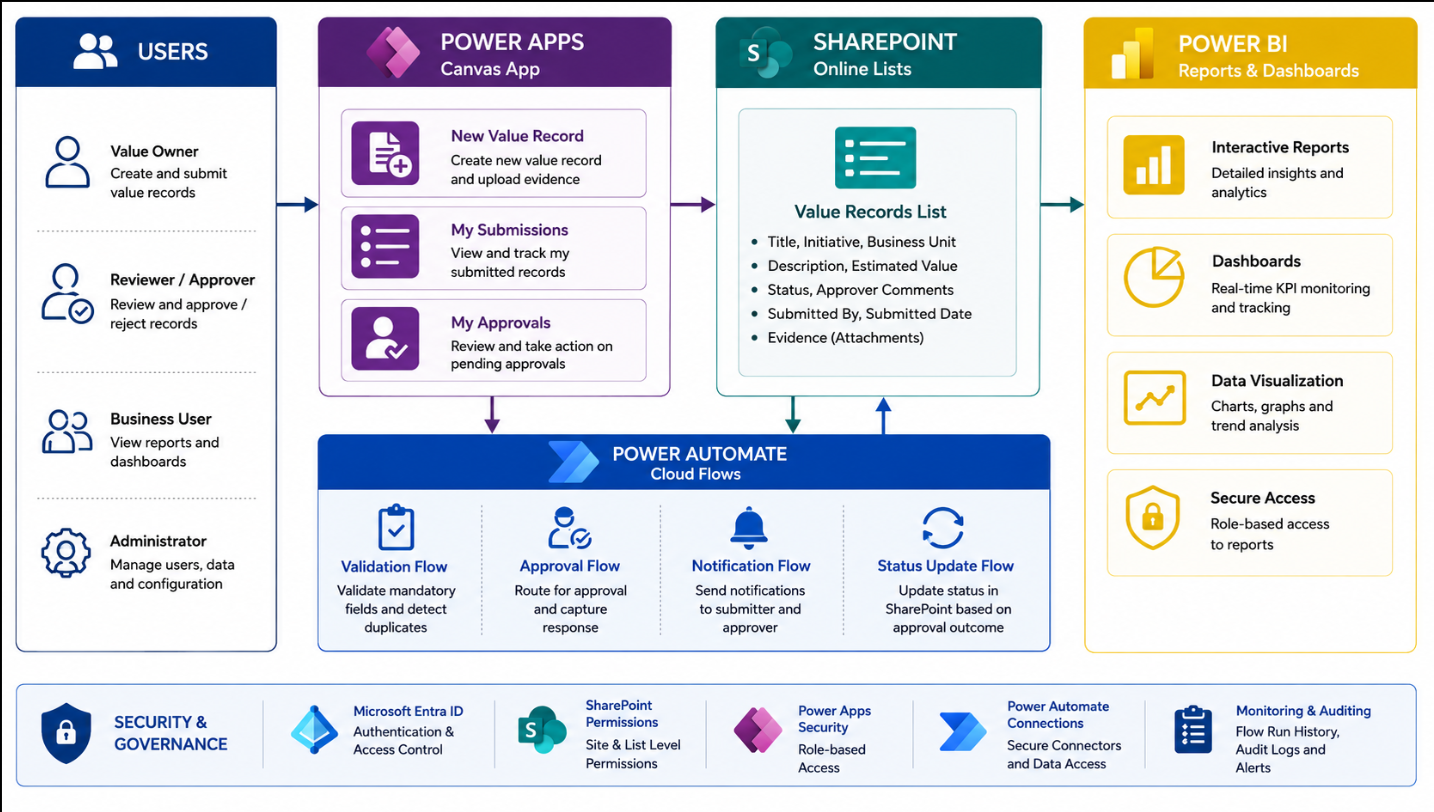 USERS
Value Owner
Create and submit
value records
Reviewer / Approver
Review and approve /
reject records
Business User
View reports and
dashboards
Administrator
Manage users, data
and configuration
POWER APPS
Canvas App
New Value Record
Create new value record
and upload evidence
My Submissions
View and track my
submitted records
My Approvals
Review and take action on
pending approvals
S
SHAREPOINT
Online Lists
Value Records List
• Title, Initiative, Business Unit
• Description, Estimated Value
• Status, Approver Comments
• Submitted By, Submitted Date
• Evidence (Attachments)
POWER AUTOMATE
Cloud Flows
Validation Flow
Validate mandatory
fields and detect
duplicates
Approval Flow
Route for approval
and capture
response
Notification Flow
Send notifications
to submitter and
approver
Status Update Flow
Update status in
SharePoint based on
approval outcome
POWER BI
Reports & Dashboards
Interactive Reports
Detailed insights and
analytics
Dashboards
Real-time KPI monitoring
and tracking
Data Visualization
Charts, graphs and
trend analysis
Secure Access
Role-based access
to reports
SECURITY &
GOVERNANCE
Microsoft Entra ID
Authentication &
Access Control
S
SharePoint
Permissions
Site & List Level
Permissions
Power Apps
Security
Role-based
Access
Power Automate
Connections
Secure Connectors
and Data Access
Monitoring & Auditing
Flow Run History,
Audit Logs and
Alerts